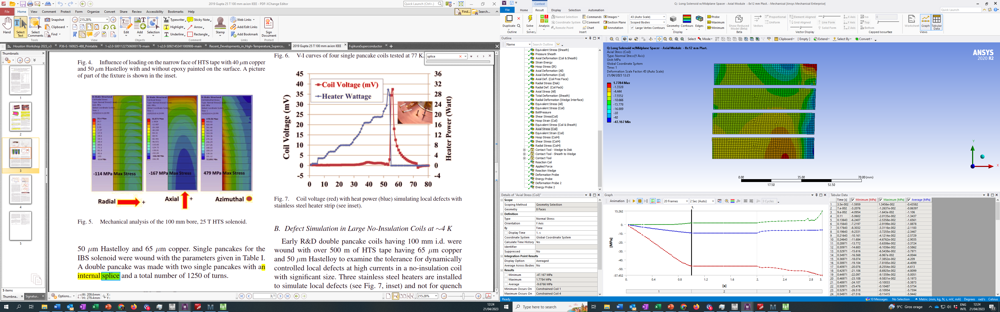 2019 Gupta 25 T 100 mm axion IEEE - PDF-XChange Editor
Quick Launch (Ctrl+,)
File Home View Comment Protect Form Organize Convert Share Review Accessibility Bookmarks Help
Find... Search...
Hand
Select Text
Select Comments
Snapshot
Clipboard
Find
Tools
215.28%
View
Edit
Add
Selection
Objects
Typewriter
Highlight
Underline
Sticky Note
Arrow
Rectangle
Stamp
Comment
Web Links
Add/Edit Links
Add Bookmark
Links
Sign Document
Protect
Houston Workshop 2023_v3
P36-E-160825-488_Printable
1-s2.0-S0011227506000178-main
1-s2.0-S0921453411000906-main
Recent_Developments_in_High-Temperature_Superco...
2019 Gupta 25 T 100 mm axion IEEE
FujikuraSuperconductor
Thumbnails
1
2
3
4
5
5 items
Thumbna...
Signatur...
Fig. 4. Influence of loading on the narrow face of HTS tape with 40 μm copper
and 50 μm Hastelloy with and without epoxy painted on the surface. A picture
of part of the fixture is shown in the inset.
-114 MPa Max Stress
-167 MPa Max Stress
479 MPa Max Stress
Radial +
Axial +
Azimuthal
Fig. 5. Mechanical analysis of the 100 mm bore, 25 T HTS solenoid.
50 μm Hastelloy and 65 μm copper. Single pancakes for the
IBS solenoid were wound with the parameters given in Table I.
A double pancake was made with two single pancakes with an
internal splice and a total number of 1250 of turns.
Fig. 6. V-I curves of four single pancake coils tested at 77 K.
splice
Coil Voltage (mV)
Heater Wattage
Coil Voltage (mV)
45 40 35 30 25 20 15 10 5 0 -5
36 32 28 24 20 16 12 8 4 0 -4
Heater Power (Watt)
0 10 20 30 40 50 60 70 80
Fig. 7. Coil voltage (red) with heat power (blue) simulating local defects with
stainless steel heater strip (see inset).
B. Defect Simulation in Large No-Insulation Coils at ~4 K
Early R&D double pancake coils having 100 mm i.d. were
wound with over 500 m of HTS tape having 65 μm copper
and 50 μm Hastelloy to examine the tolerance for dynamically
controlled local defects at high currents in a no-insulation coil
with significant size. Three stainless steel heaters are installed
to simulate local defects (see Fig. 7, inset) and not for quench
Options...
W: 209.6mm
H: 279.4mm
X:
Y:
3/5
215.28%
12:24
21/04/2023
Q : Long Solenoid w/Midplane Spacer - Axial Module - 8x12 mm Plast. - Mechanical [Ansys Mechanical Enterprise]
Context
File Home Result Display Selection Automation
Quick Launch
Duplicate
Outline
Solve
Solver
Analysis
Named Selection
Coordinate System
Remote Point
Commands
Comment
Chart
Images
Section Plane
Annotation
Insert
43 (Auto Scale)
Scoped Bodies
Large Vertex Contours
Geometry
Contours
Edges
Probe
Maximum
Minimum
Display
Show Reduced Model (Beta)
Beta
Vectors
Proportional
Uniform
Element Aligned
Grid Aligned
Line Form
Solid Form
X Axis
Y Axis
Z Axis
Vector Display
Iso
Top
Bottom
0
Capped Isosurface
Worksheet
Graph
Tabular Data
Views
Outline
Name
Search Outline
Select
Mode
Clipboard
[ Empty ]
Extend
Select By
Convert
Equivalent Stress (Sheath)
Pressure Sheath
Axial Deformation (Coil & Sheath)
Strain Energy
Hoop Stress (IR)
Axial Deformation (All)
Axial Deformation (Coil)
Axial Def. (Coil Free Face)
Radial Stress (Disk)
Radial Def. (Coil Pack)
Axial Stress (All)
Total Deformation (Sheath)
Radial Deformation (Wedge Interface)
Equivalent Stress (All)
Equivalent Stress (Coil)
BoltPressure
Shear Stress(Coil)
Hoop Strain (Coil)
Equivalent Stress (Coil & Sheath)
Axial Stress (Coil)
Equivalent Strain (Coil)
Hoop Stress (Coil4)
Shear Stress (Coil4)
Radial Stress (Coil4)
Contact Tool - Wedge to Disk
Contact Tool - Sheath to Wedge
Contact Tool
Reaction Coil
Applied Force
Reaction Wedge
Deformation Probe
Energy Probe
Deformation Probe 2
Energy Probe 2
Q: Long Solenoid w/Midplane Spacer - Axial Module - 8x12 mm Plast.
Axial Stress (Coil)
Type: Normal Stress(Y Axis)
Unit: MPa
Global Coordinate System
Time: 1
Deformation Scale Factor: 43 (Auto Scale)
21/04/2023 12:23
1.7784 Max
-1.3328
-4.444
-7.5552
-10.666
-13.778
-16.889
-20
-40
-47.167 Min
ANSYS
2020 R2
Y
X
0.00 35.00 70.00 (mm)
17.50 52.50
Details of "Axial Stress (Coil)"
Scope
Scoping Method Geometry Selection
Geometry 8 Faces
Definition
Type Normal Stress
Orientation Y Axis
By Time
Display Time 1. s
Coordinate System Global Coordinate System
Calculate Time History Yes
Identifier
Suppressed No
Integration Point Results
Display Option Averaged
Average Across Bodies No
Results
Minimum -47.167 MPa
Maximum 1.7784 MPa
Average -9.6766 MPa
Minimum Occurs On Constrained Coil 1
Maximum Occurs On Constrained Coil 4
Graph
Animation
20 Frames
2 Sec (Auto)
3 Cycles
1.
15.262
0.
-10.
-20.
-30.
-40.
-50.
-57.452
[MPa]
0. 0.4 0.8 1.2 1.6 2. 2.4 2.8 3.
[s]
1 2 3
Tabular Data
Time [s] Minimum [MPa] Maximum [MPa] Average [MPa]
1 3.5e-002 -1.5959 1.3456e-002 -0.43582
2 7.e-002 -3.2076 -1.2637e-002 -0.86397
3 9.e-002 -4.0954 -1.643e-002 -1.106
4 0.11 -5.0602 -2.0135e-002 -1.3437
5 0.13643 -6.2407 -2.5358e-002 -1.6561
6 0.15643 -7.2197 -2.9199e-002 -1.8878
7 0.17643 -8.3032 -3.3116e-002 -2.1183
8 0.19643 -9.2331 -3.7255e-002 -2.3467
9 0.21643 -10.161 -4.1214e-002 -2.5729
10 0.24643 -11.684 -4.6762e-002 -2.9035
11 0.28971 -13.772 -5.6306e-002 -3.3724
12 0.30971 -14.683 -6.1036e-002 -3.5862
13 0.32971 -15.616 -6.5438e-002 -3.7971
14 0.34971 -16.568 -6.967e-002 -4.0044
15 0.36971 -18.074 -7.3852e-002 -4.209
16 0.38971 -19.104 -7.8185e-002 -4.4099
17 0.40971 -20.076 -8.2554e-002 -4.613
18 0.42971 -21.106 -8.6925e-002 -4.8099
19 0.44971 -22.097 -9.1359e-002 -5.0051
20 0.46971 -23.108 -9.5831e-002 -5.1973
21 0.48971 -24.107 -0.10033 -5.3873
22 0.50971 -25.476 -0.10487 -5.5754
23 0.52971 -26.518 -0.10954 -5.7594
24 0.54971 -27.516 -0.11415 -5.9442
Ready
10 Messages
No Selection
Metric (mm, kg, N, s, mV, mA) Degrees rad/s Celsius
Type here to search
9°C Gros orage
ENG
INTL
12:24
21/04/2023
33